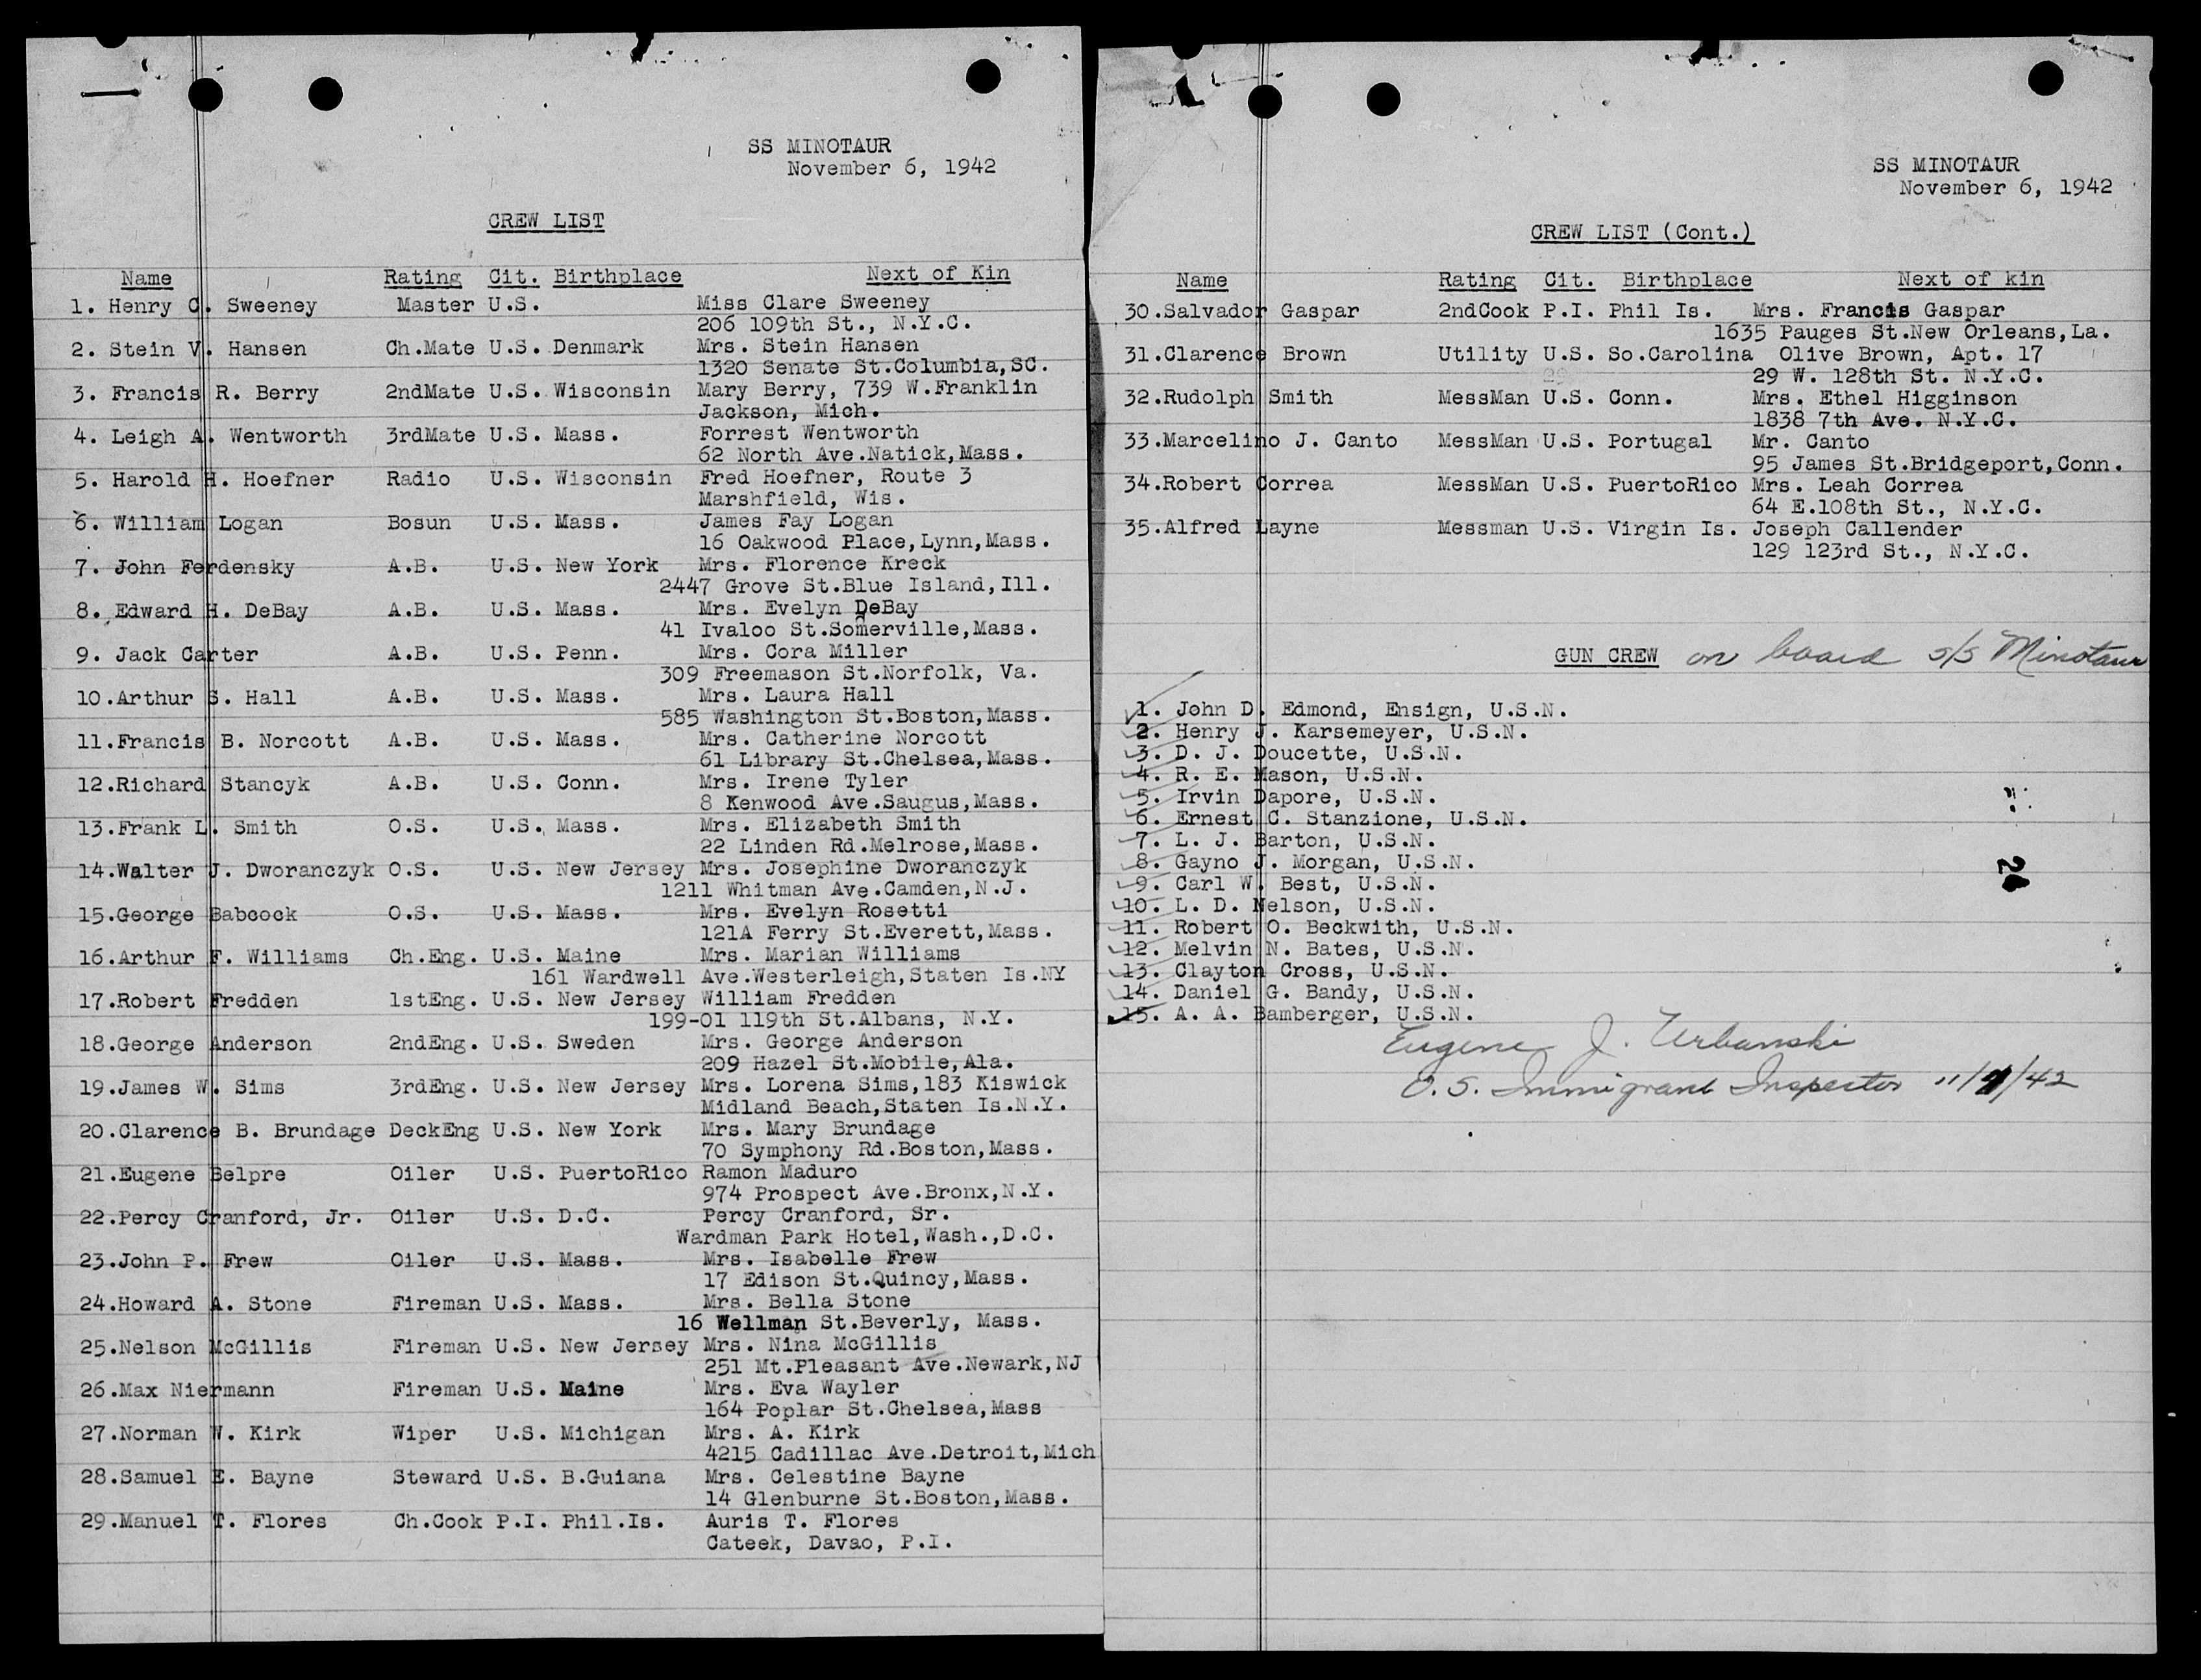 SS MINOTAUR
November 6, 1942
CREW LIST
Name Rating Cit. Birthplace Next of Kin
1. Henry C. Sweeney Master U.S. Miss Clare Sweeney
206 109th St., N.Y.C.
2. Stein V. Hansen Ch.Mate U.S. Denmark Mrs. Stein Hansen
1320 Senate St.Columbia,SC.
3. Francis R. Berry 2ndMate U.S. Wisconsin Mary Berry, 739 W.Franklin
Jackson, Mich.
4. Leigh A. Wentworth 3rdMate U.S. Mass. Forrest Wentworth
62 North Ave.Natick,Mass.
5. Harold H. Hoefner Radio U.S. Wisconsin Fred Hoefner, Route 3
Marshfield, Wis.
6. William Logan Bosun U.S. Mass. James Fay Logan
16 Oakwood Place,Lynn,Mass.
7. John Ferdensky A.B. U.S. New York Mrs. Florence Kreck
2447 Grove St.Blue Island,Ill.
8. Edward H. DeBay A.B. U.S. Mass. Mrs. Evelyn DeBay
41 Ivaloo St.Somerville,Mass.
9. Jack Carter A.B. U.S. Penn. Mrs. Cora Miller
309 Freemason St.Norfolk, Va.
10.Arthur S. Hall A.B. U.S. Mass. Mrs. Laura Hall
585 Washington St.Boston,Mass.
11.Francis B. Norcott A.B. U.S. Mass. Mrs. Catherine Norcott
61 Library St.Chelsea,Mass.
12.Richard Stancyk A.B. U.S. Conn. Mrs. Irene Tyler
8 Kenwood Ave.Saugus,Mass.
13.Frank L. Smith O.S. U.S. Mass. Mrs. Elizabeth Smith
22 Linden Rd.Melrose,Mass.
14.Walter J. Dworanczyk O.S. U.S. New Jersey Mrs. Josephine Dworanczyk
1211 Whitman Ave.Camden,N.J.
15.George Babcock O.S. U.S. Mass. Mrs. Evelyn Rosetti
121A Ferry St.Everett,Mass.
16.Arthur F. Williams Ch.Eng. U.S. Maine Mrs. Marian Williams
161 Wardwell Ave.Westerleigh,Staten Is.NY
17.Robert Fredden 1stEng. U.S. New Jersey William Fredden
199-01 119th St.Albans, N.Y.
18.George Anderson 2ndEng. U.S. Sweden Mrs. George Anderson
209 Hazel St.Mobile,Ala.
19.James W. Sims 3rdEng. U.S. New Jersey Mrs. Lorena Sims,183 Kiswick
Midland Beach,Staten Is.N.Y.
20.Clarence B. Brundage DeckEng U.S. New York Mrs. Mary Brundage
70 Symphony Rd.Boston,Mass.
21.Eugene Belpre Oiler U.S. PuertoRico Ramon Maduro
974 Prospect Ave.Bronx,N.Y.
22.Percy Cranford, Jr. Oiler U.S. D.C. Percy Cranford, Sr.
Wardman Park Hotel,Wash.,D.C.
23.John P. Frew Oiler U.S. Mass. Mrs. Isabelle Frew
17 Edison St.Quincy,Mass.
24.Howard A. Stone Fireman U.S. Mass. Mrs. Bella Stone
16 Wellman St.Beverly, Mass.
25.Nelson McGillis Fireman U.S. New Jersey Mrs. Nina McGillis
251 Mt.Pleasant Ave.Newark,NJ
26.Max Niermann Fireman U.S. Maine Mrs. Eva Wayler
164 Poplar St.Chelsea,Mass
27.Norman W. Kirk Wiper U.S. Michigan Mrs. A. Kirk
4215 Cadillac Ave.Detroit,Mich
28.Samuel E. Bayne Steward U.S. B.Guiana Mrs. Celestine Bayne
14 Glenburne St.Boston,Mass.
29.Manuel T. Flores Ch.Cook P.I. Phil.Is. Auris T. Flores
Cateek, Davao, P.I.
SS MINOTAUR
November 6, 1942
CREW LIST (Cont.)
Name Rating Cit. Birthplace Next of kin
30.Salvador Gaspar 2ndCook P.I. Phil Is. Mrs. Francis Gaspar
1635 Pauges St.New Orleans,La.
31.Clarence Brown Utility U.S. So.Carolina Olive Brown, Apt. 17
29 W. 128th St. N.Y.C.
32.Rudolph Smith MessMan U.S. Conn. Mrs. Ethel Higginson
1838 7th Ave. N.Y.C.
33.Marcelino J. Canto MessMan U.S. Portugal Mr. Canto
95 James St.Bridgeport,Conn.
34.Robert Correa MessMan U.S. PuertoRico Mrs. Leah Correa
64 E.108th St., N.Y.C.
35.Alfred Layne Messman U.S. Virgin Is. Joseph Callender
129 123rd St., N.Y.C.
GUN CREW on board s/s Minotaur
1. John D. Edmond, Ensign, U.S.N.
2. Henry J. Karsemeyer, U.S.N.
3. D. J. Doucette, U.S.N.
4. R. E. Mason, U.S.N.
5. Irvin Dapore, U.S.N.
6. Ernest C. Stanzione, U.S.N.
7. L. J. Barton, U.S.N.
8. Gayno J. Morgan, U.S.N.
9. Carl W. Best, U.S.N.
10. L. D. Nelson, U.S.N.
11. Robert O. Beckwith, U.S.N.
12. Melvin N. Bates, U.S.N.
13. Clayton Cross, U.S.N.
14. Daniel G. Bandy, U.S.N.
15. A. A. Bamberger, U.S.N.
Eugene J. Urbanski
U.S. Immigrant Inspector